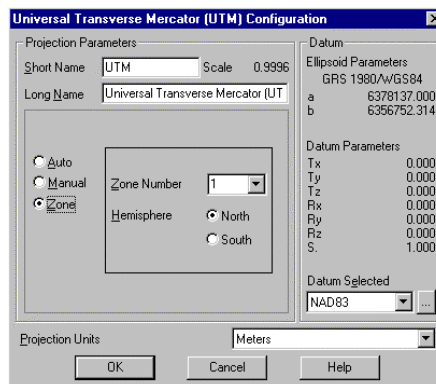 Universal Transverse Mercator (UTM) Configuration
Projection Parameters
Short Name UTM Scale 0.9996
Long Name Universal Transverse Mercator (UT
Auto
Manual
Zone
Zone Number 1
Hemisphere North
South
Datum
Ellipsoid Parameters
GRS 1980/WGS84
a 6378137.000
b 6356752.314
Datum Parameters
Tx 0.000
Ty 0.000
Tz 0.000
Rx 0.000
Ry 0.000
Rz 0.000
S. 1.000
Datum Selected
NAD83 ...
Projection Units Meters
OK Cancel Help